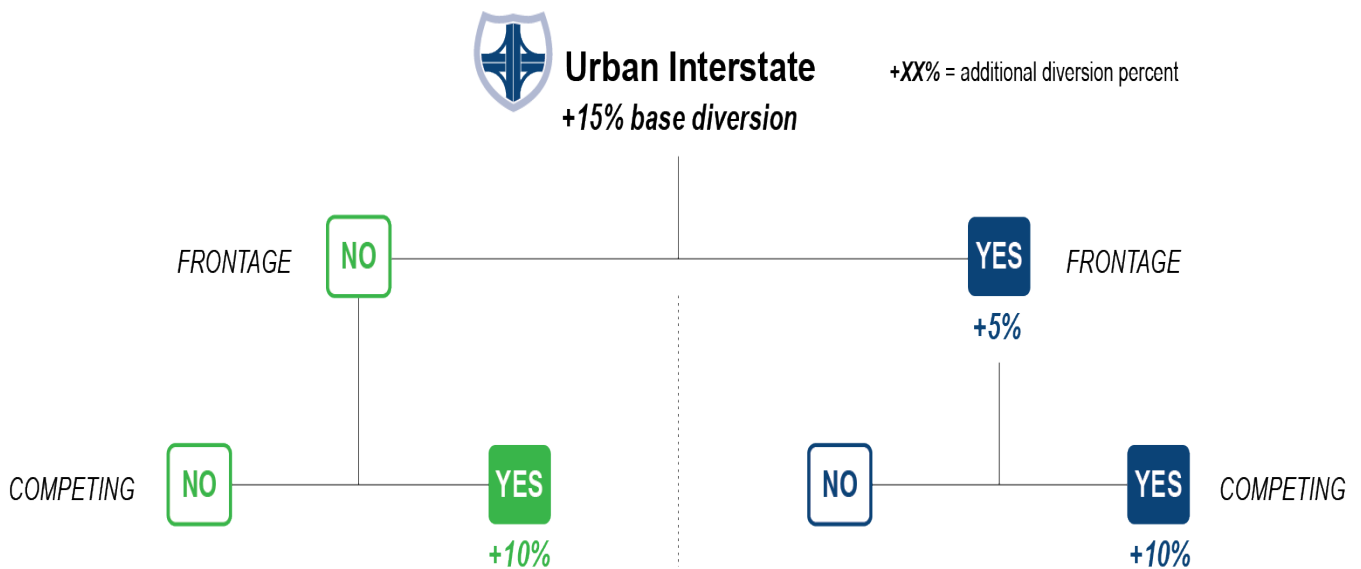 Urban Interstate
+XX% = additional diversion percent
+15% base diversion
FRONTAGE NO YES FRONTAGE
+5%
COMPETING NO YES NO YES COMPETING
+10% +10%